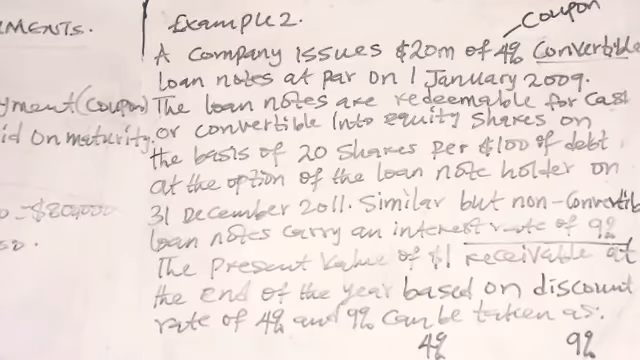 Example 2.
coupon
MENTS.
A company issues $20m of 4% Convertible
loan notes at par on 1 January 2009.
yment (coupon) The loan notes are redeemable for cash
id on maturity. or convertible into equity shares on
the basis of 20 shares per $100 of debt
at the option of the loan note holder on
0 - $800,000 31 December 2011. Similar but non-convertib
loan notes carry an interest rate of 9%
The present value of $1 receivable at
the end of the year based on discount
rate of 4% and 9% can be taken as:
4% 9%